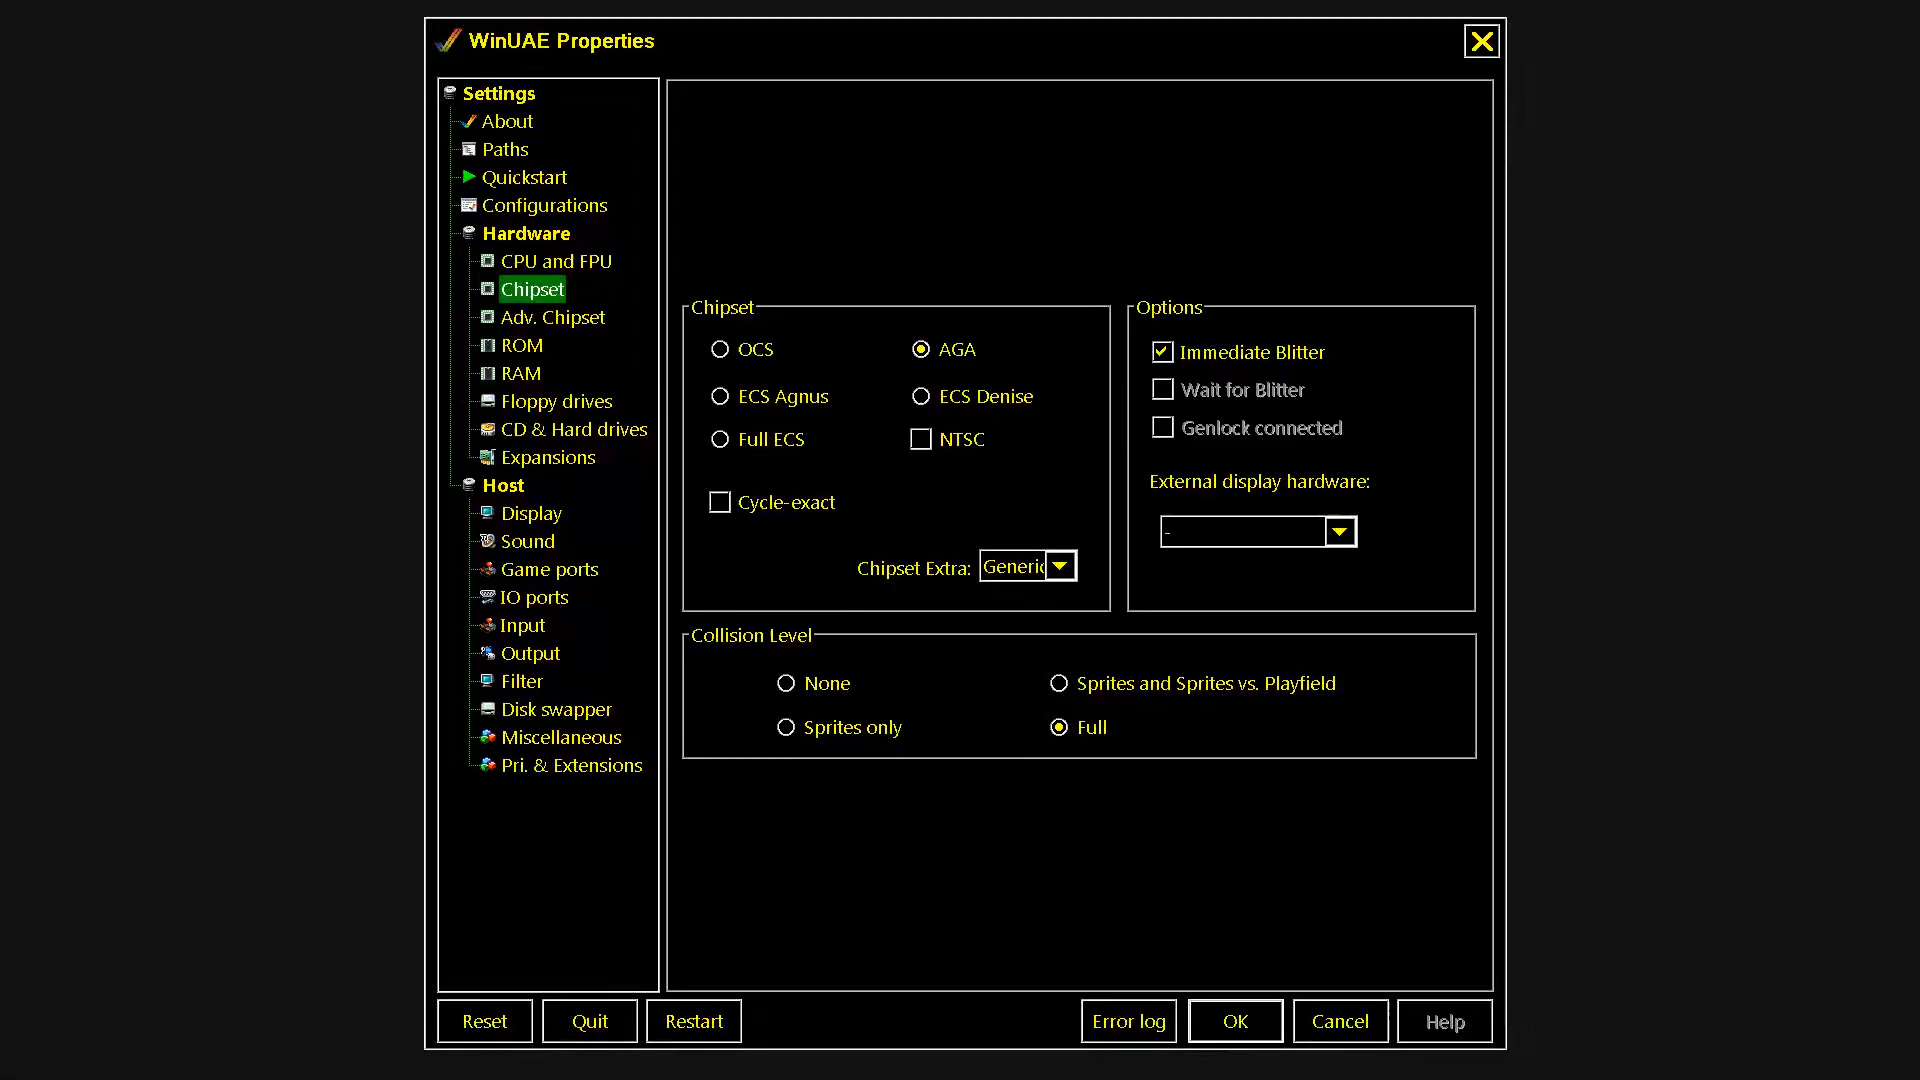 WinUAE Properties
Settings
About
Paths
Quickstart
Configurations
Hardware
CPU and FPU
Chipset
Adv. Chipset
ROM
RAM
Floppy drives
CD & Hard drives
Expansions
Host
Display
Sound
Game ports
IO ports
Input
Output
Filter
Disk swapper
Miscellaneous
Pri. & Extensions
Chipset
OCS
AGA
ECS Agnus
ECS Denise
Full ECS
NTSC
Cycle-exact
Chipset Extra: Generic
Options
Immediate Blitter
Wait for Blitter
Genlock connected
External display hardware:
-
Collision Level
None
Sprites and Sprites vs. Playfield
Sprites only
Full
Reset
Quit
Restart
Error log
OK
Cancel
Help